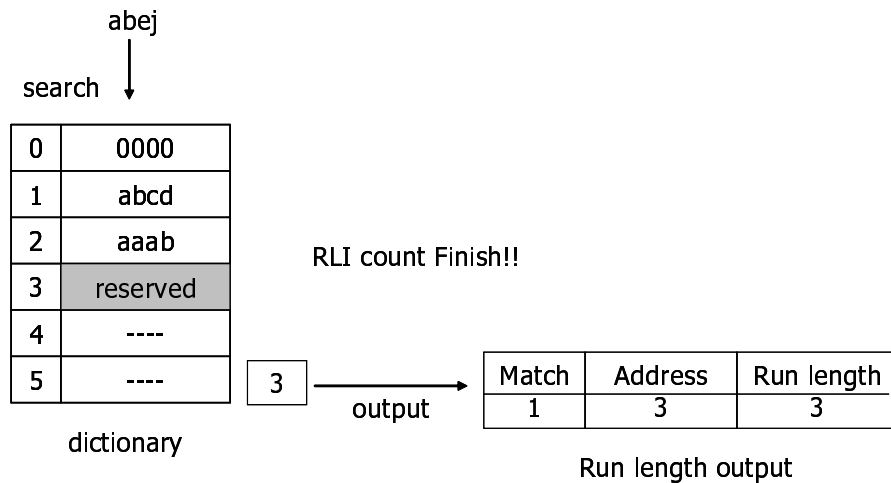 abej
search
0 0000
1 abcd
2 aaab
RLI count Finish!!
3 reserved
4 ----
5 ----
3
output
Match Address Run length
1 3 3
dictionary
Run length output